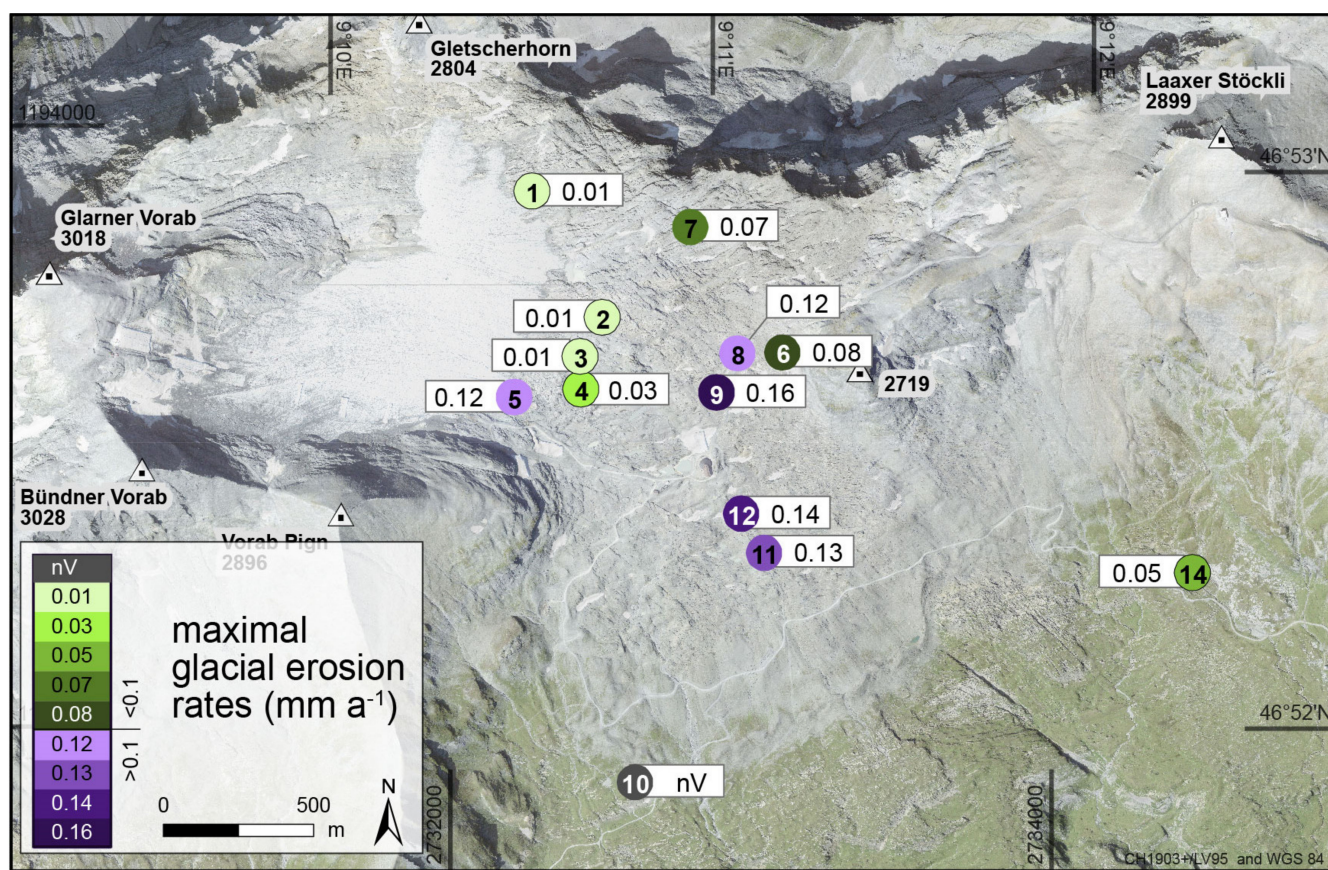 9°10'E
9°11'E
9°12'E
Gletscherhorn
2804
Laaxer Stöckli
2899
1194000
46°53'N
1 0.01
Glarner Vorab
3018
7 0.07
0.12
0.01 2
0.01 3
8
6 0.08
0.12 5
4 0.03
9 0.16
2719
Bündner Vorab
3028
Vorab Pign
2896
12 0.14
11 0.13
0.05 14
nV
0.01
0.03
0.05
0.07
0.08
0.12
0.13
0.14
0.16
<0.1
>0.1
maximal
glacial erosion
rates (mm a⁻¹)
N
0 500
m
46°52'N
10 nV
2732000
2734000
CH1903+/LV95 and WGS 84